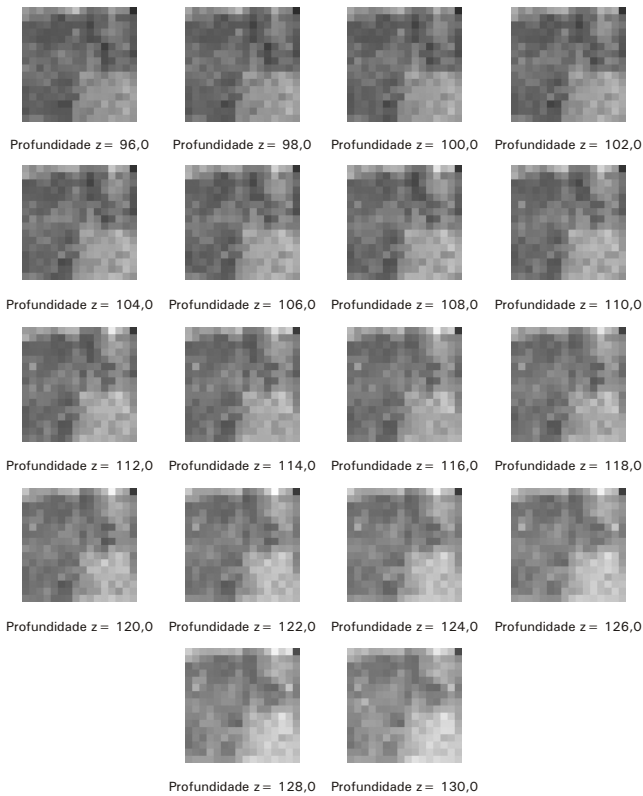 Profundidade z= 96,0 Profundidade z= 98,0 Profundidade z= 100,0 Profundidade z= 102,0
Profundidade z= 104,0 Profundidade z= 106,0 Profundidade z= 108,0 Profundidade z= 110,0
Profundidade z= 112,0 Profundidade z= 114,0 Profundidade z= 116,0 Profundidade z= 118,0
Profundidade z= 120,0 Profundidade z= 122,0 Profundidade z= 124,0 Profundidade z= 126,0
Profundidade z= 128,0 Profundidade z= 130,0